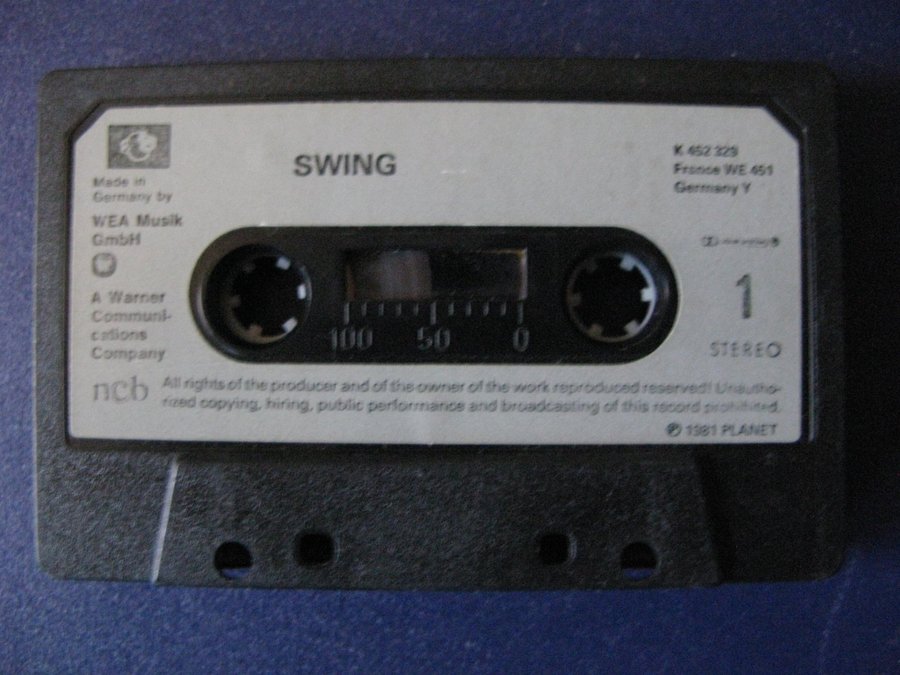 SWING
K 452 329
France WE 451
Germany Y
Made in
Germany by
WEA Musik
GmbH
A Warner
Communi-
cations
Company
1
STEREO
100 50 0
ncb
All rights of the producer and of the owner of the work reproduced reserved! Unautho-
rized copying, hiring, public performance and broadcasting of this record prohibited.
℗ 1981 PLANET